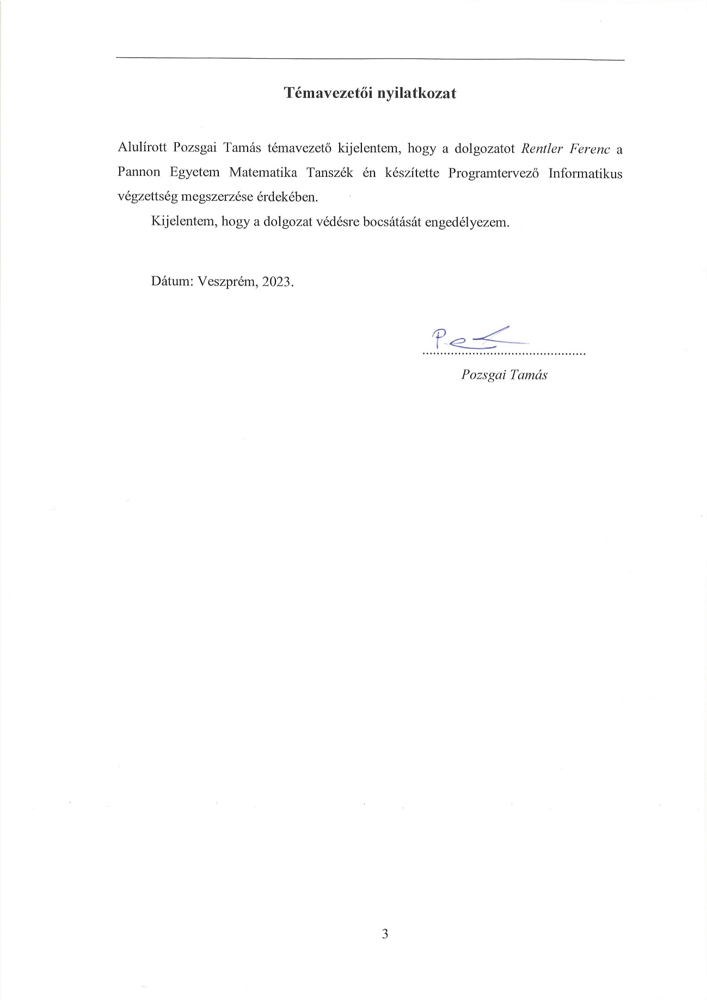 Témavezetői nyilatkozat
Alulírott Pozsgai Tamás témavezető kijelentem, hogy a dolgozatot Rentler Ferenc a
Pannon Egyetem Matematika Tanszék én készítette Programtervező Informatikus
végzettség megszerzése érdekében.
Kijelentem, hogy a dolgozat védésre bocsátását engedélyezem.
Dátum: Veszprém, 2023.
Pozsgai Tamás
3